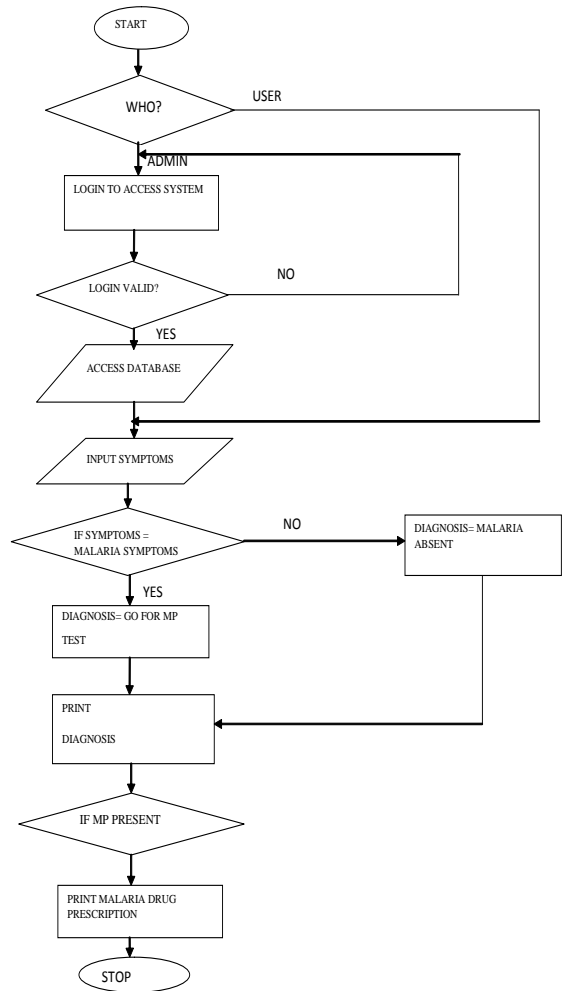 START
WHO?
USER
ADMIN
LOGIN TO ACCESS SYSTEM
LOGIN VALID?
NO
YES
ACCESS DATABASE
INPUT SYMPTOMS
IF SYMPTOMS =
MALARIA SYMPTOMS
NO
DIAGNOSIS= MALARIA
ABSENT
YES
DIAGNOSIS= GO FOR MP
TEST
PRINT
DIAGNOSIS
IF MP PRESENT
PRINT MALARIA DRUG
PRESCRIPTION
STOP